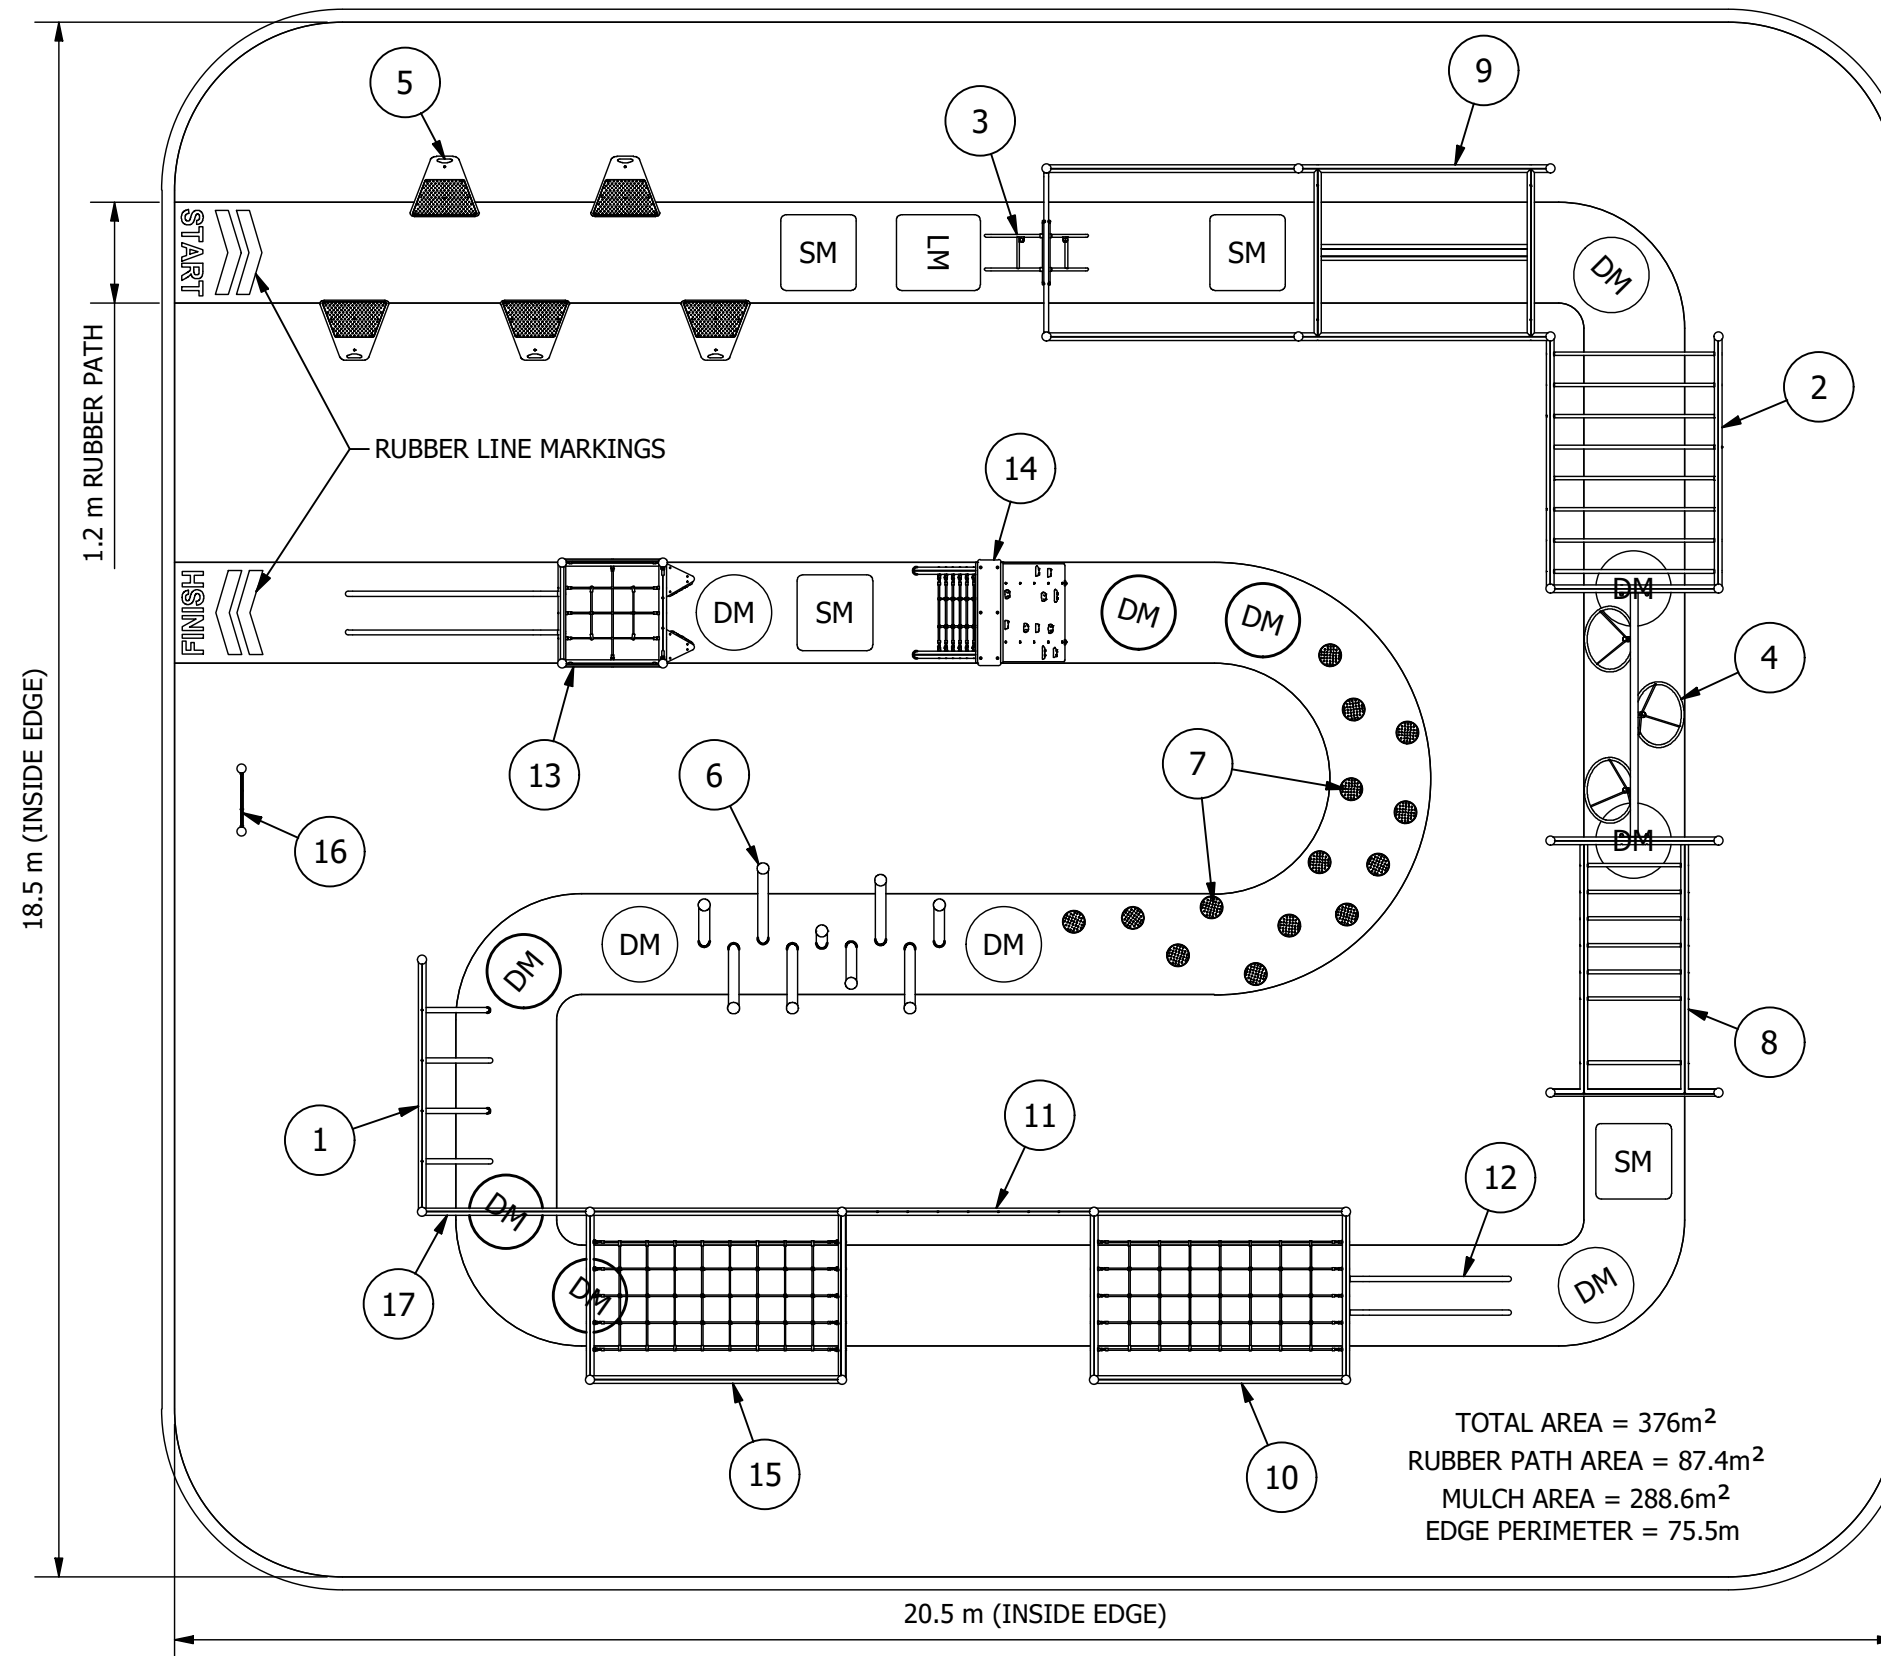 5
9
3
START
SM
LM
SM
DM
1.2 m RUBBER PATH
2
RUBBER LINE MARKINGS
14
FINISH
DM
SM
DM
DM
DM
4
13
6
7
16
DM
18.5 m (INSIDE EDGE)
DM
DM
DM
8
1
11
SM
12
DM
17
DM
DM
15
10
TOTAL AREA = 376m²
RUBBER PATH AREA = 87.4m²
MULCH AREA = 288.6m²
EDGE PERIMETER = 75.5m
20.5 m (INSIDE EDGE)